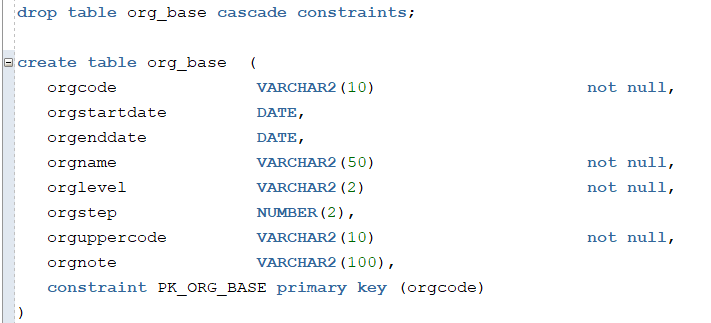 drop table org_base cascade constraints;
create table org_base  (
   orgcode              VARCHAR2(10)                     not null,
   orgstartdate         DATE,
   orgenddate           DATE,
   orgname              VARCHAR2(50)                     not null,
   orglevel             VARCHAR2(2)                      not null,
   orgstep              NUMBER(2),
   orguppercode         VARCHAR2(10)                     not null,
   orgnote              VARCHAR2(100),
   constraint PK_ORG_BASE primary key (orgcode)
)